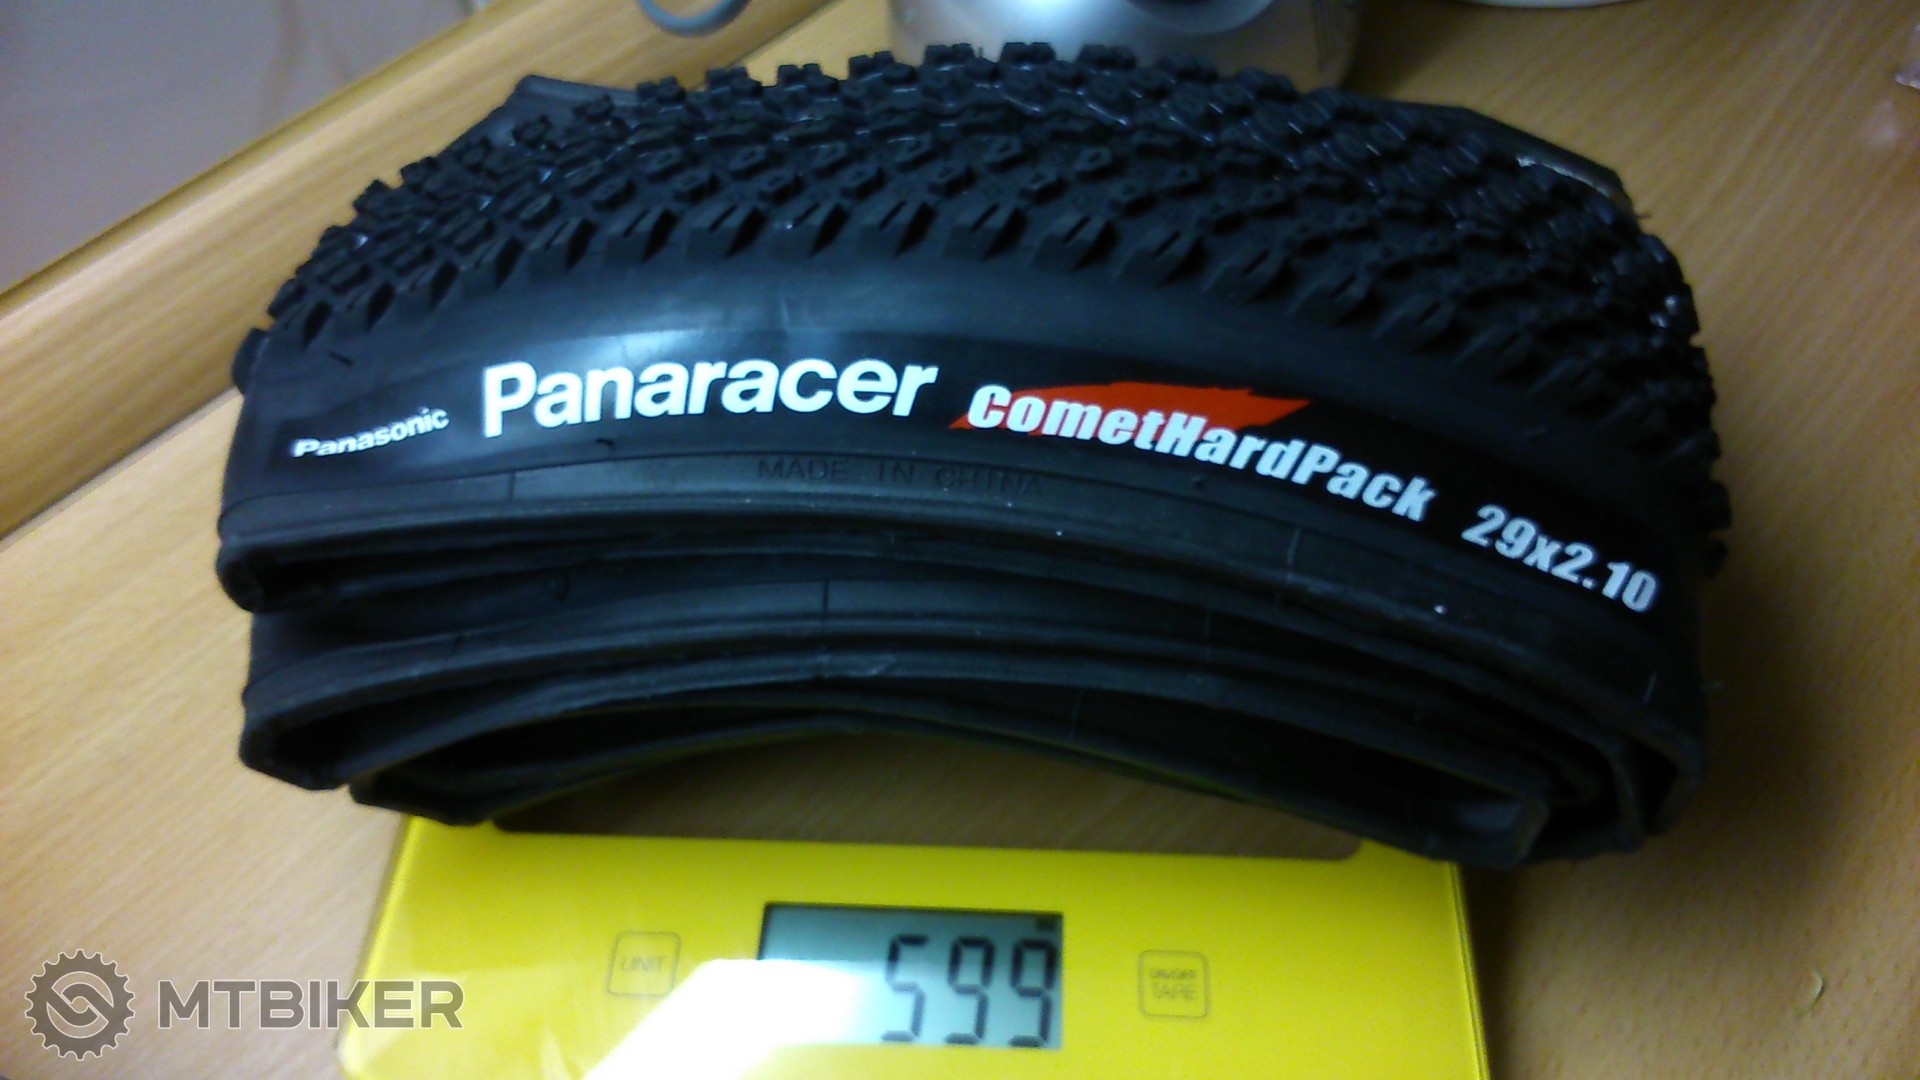 Panasonic Panaracer CometHardPack 29x2.10
MADE IN CHINA
UNIT 599 ON/OFF
TARE
MTBIKER